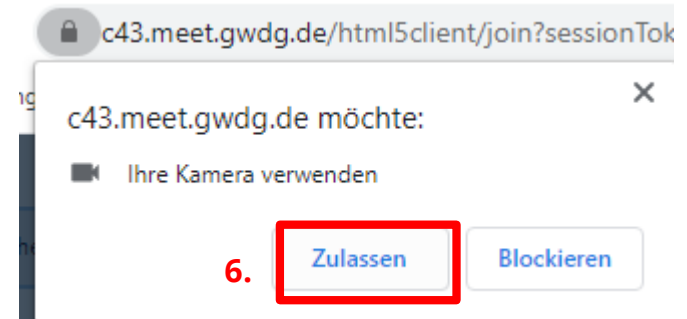 c43.meet.gwdg.de/html5client/join?sessionTok
c43.meet.gwdg.de möchte:
Ihre Kamera verwenden
6.
Zulassen
Blockieren